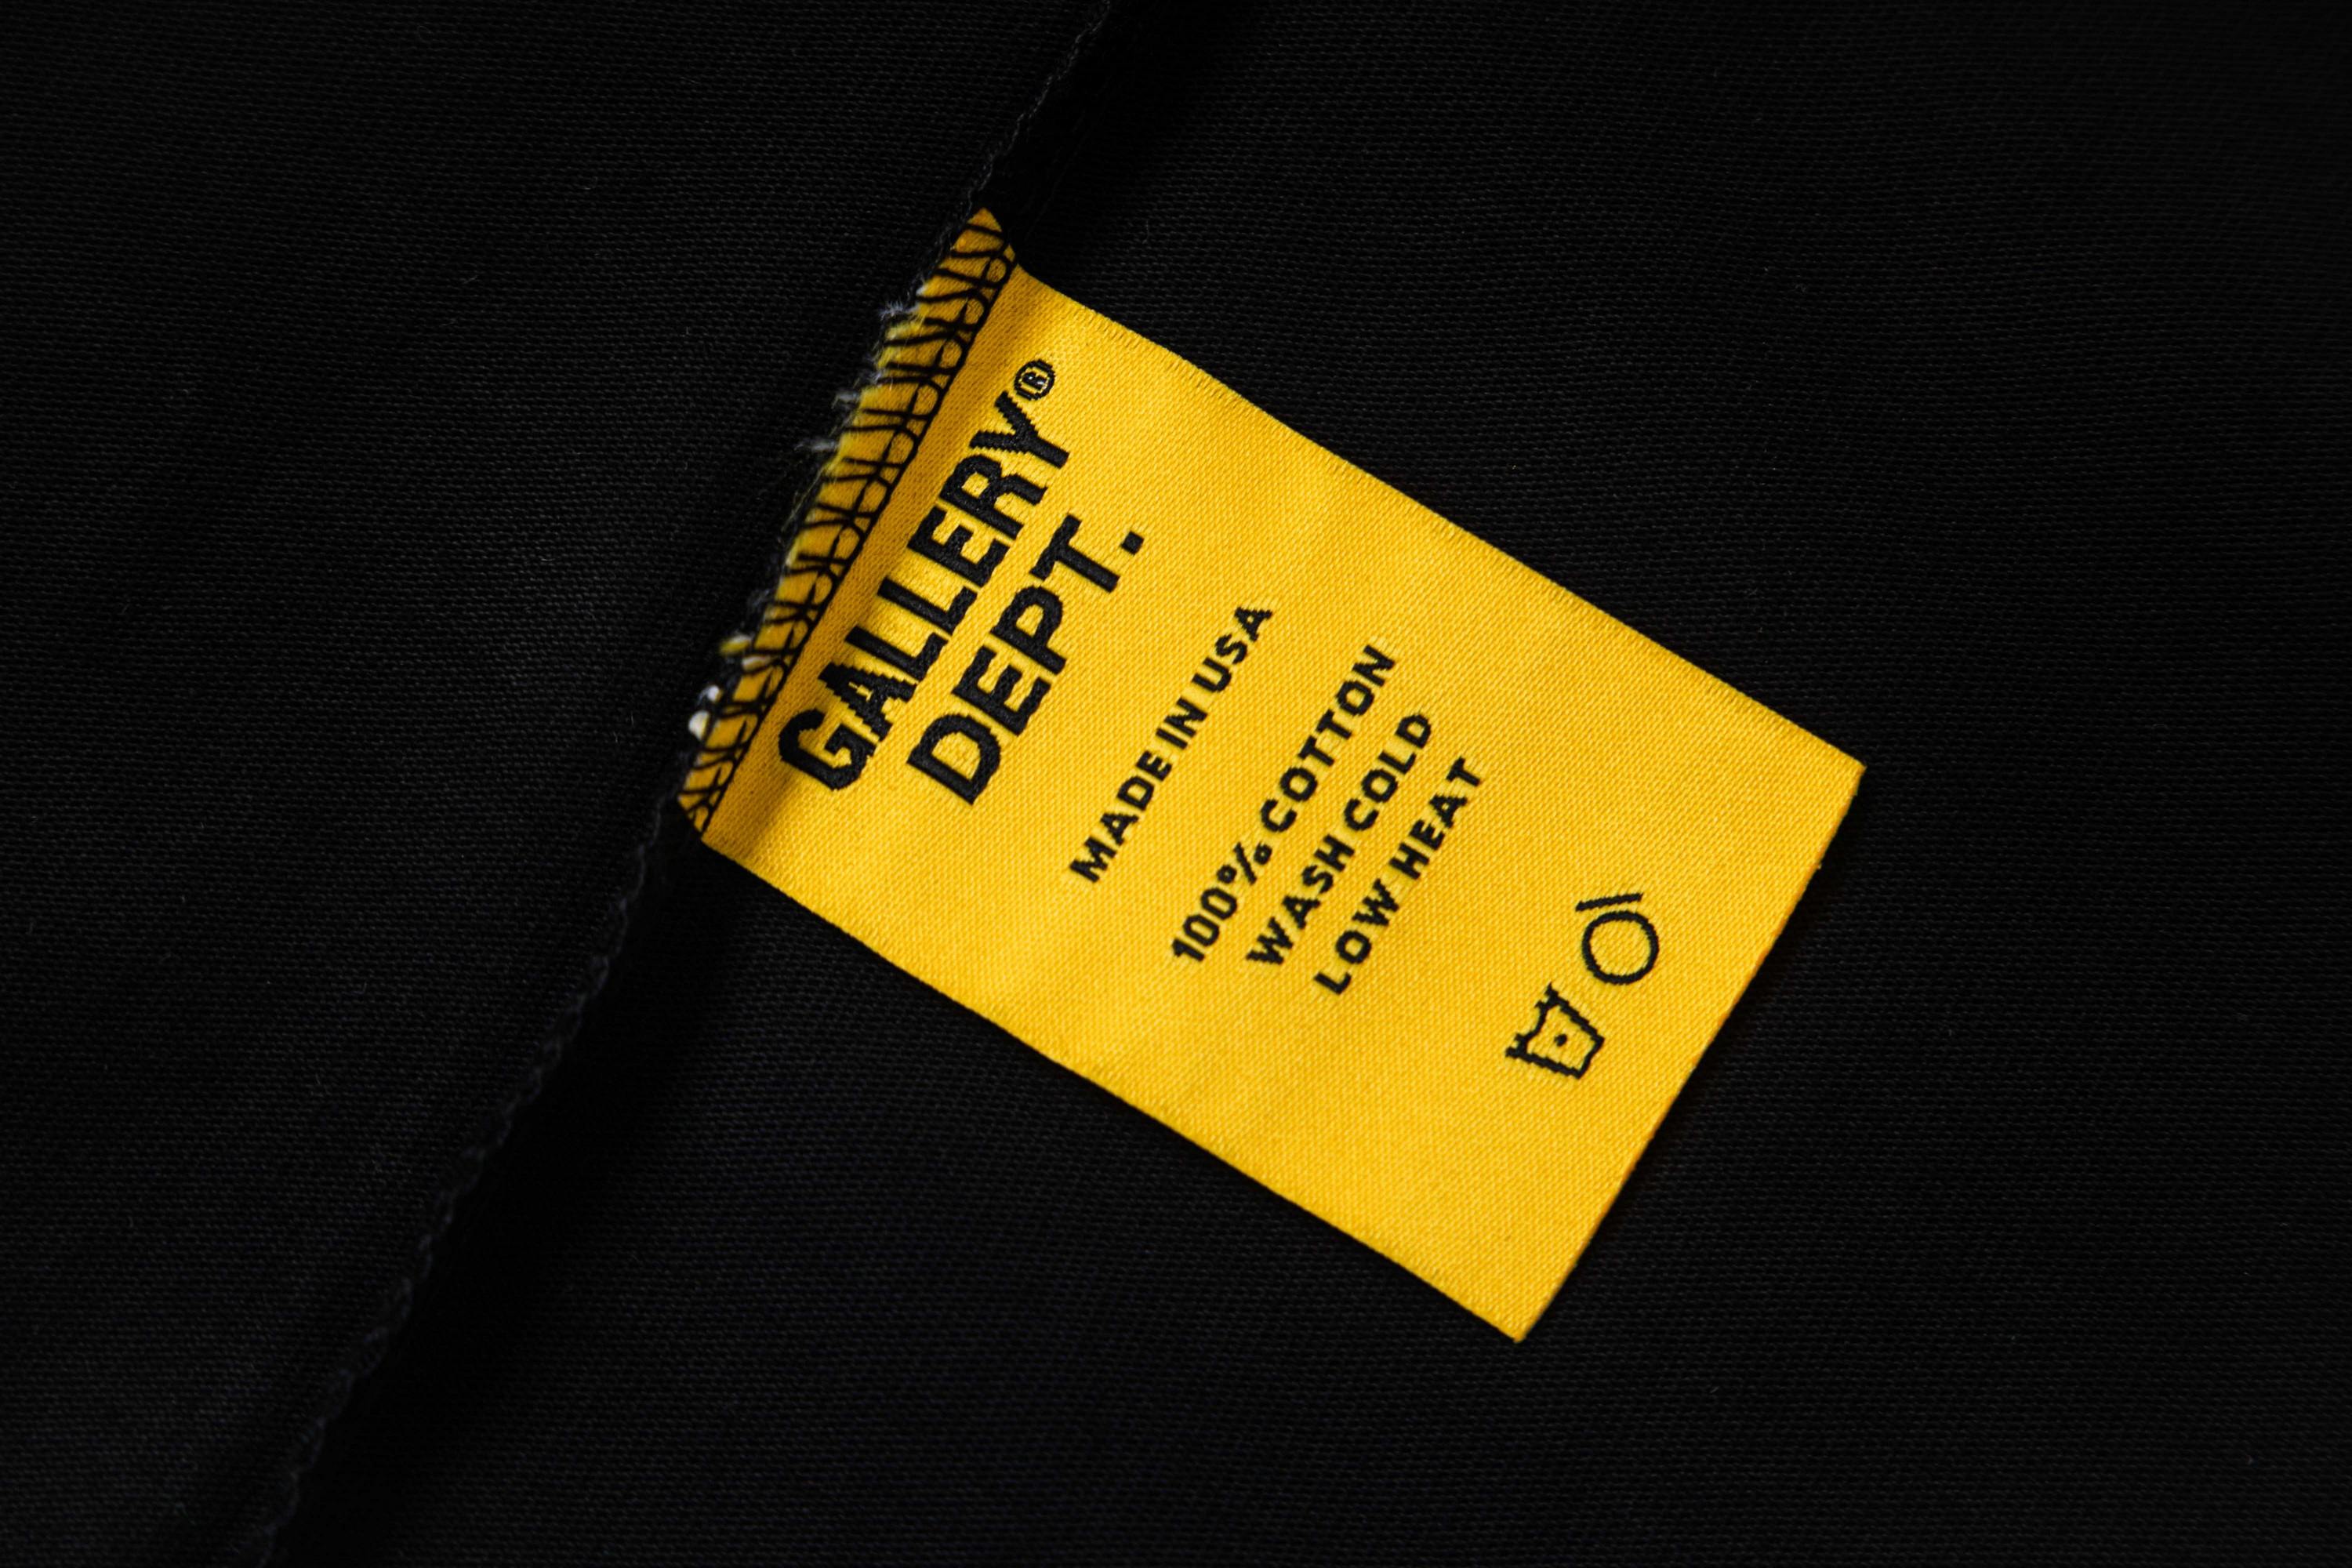 GALLERY®
DEPT.
MADE IN USA
100% COTTON
WASH COLD
LOW HEAT